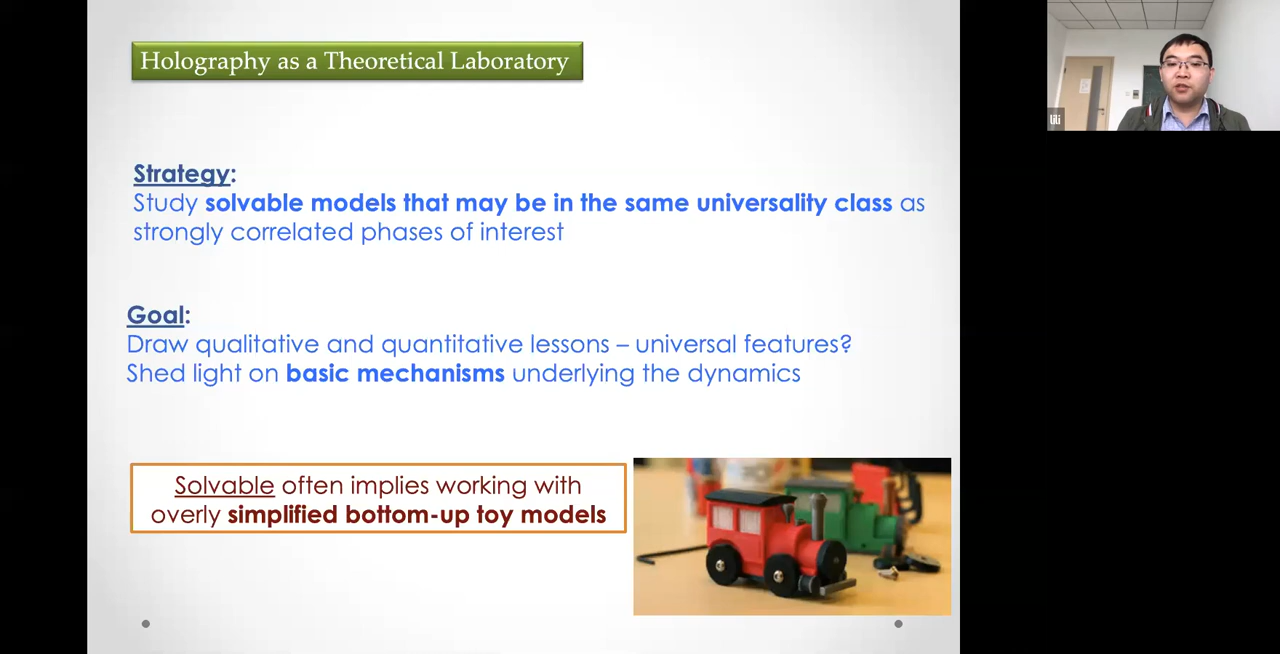 Holography as a Theoretical Laboratory
Strategy:
Study solvable models that may be in the same universality class as
strongly correlated phases of interest
Goal:
Draw qualitative and quantitative lessons – universal features?
Shed light on basic mechanisms underlying the dynamics
Solvable often implies working with
overly simplified bottom-up toy models
lili